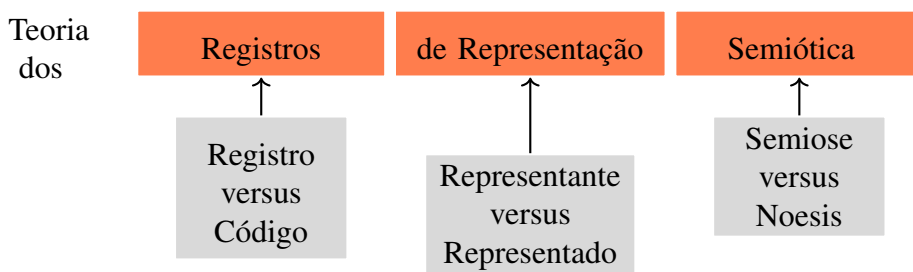 Teoria
dos
Registros
de Representação
Semiótica
Registro
versus
Código
Representante
versus
Representado
Semiose
versus
Noesis